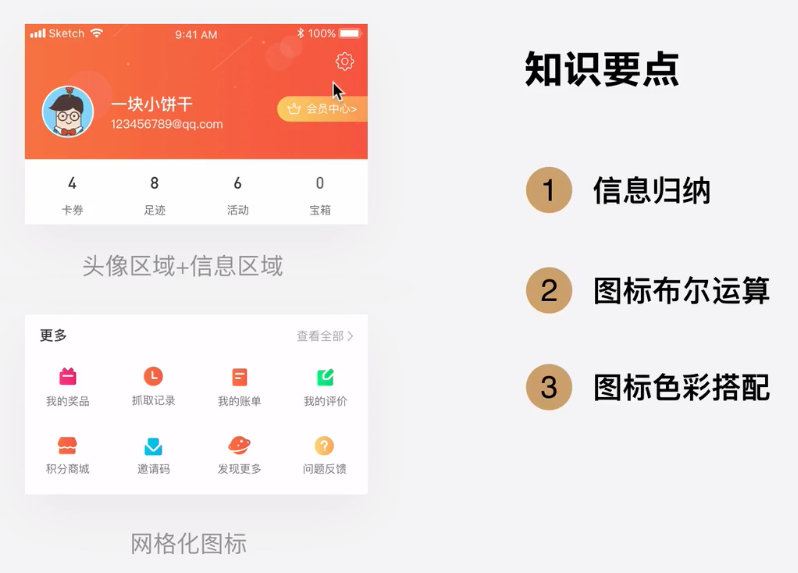 Sketch
9:41 AM
100%
一块小饼干
123456789@qq.com
会员中心>
4
8
6
0
卡券
足迹
活动
宝箱
头像区域+信息区域
更多
查看全部
我的奖品
抓取记录
我的账单
我的评价
积分商城
邀请码
发现更多
问题反馈
网格化图标
知识要点
1 信息归纳
2 图标布尔运算
3 图标色彩搭配